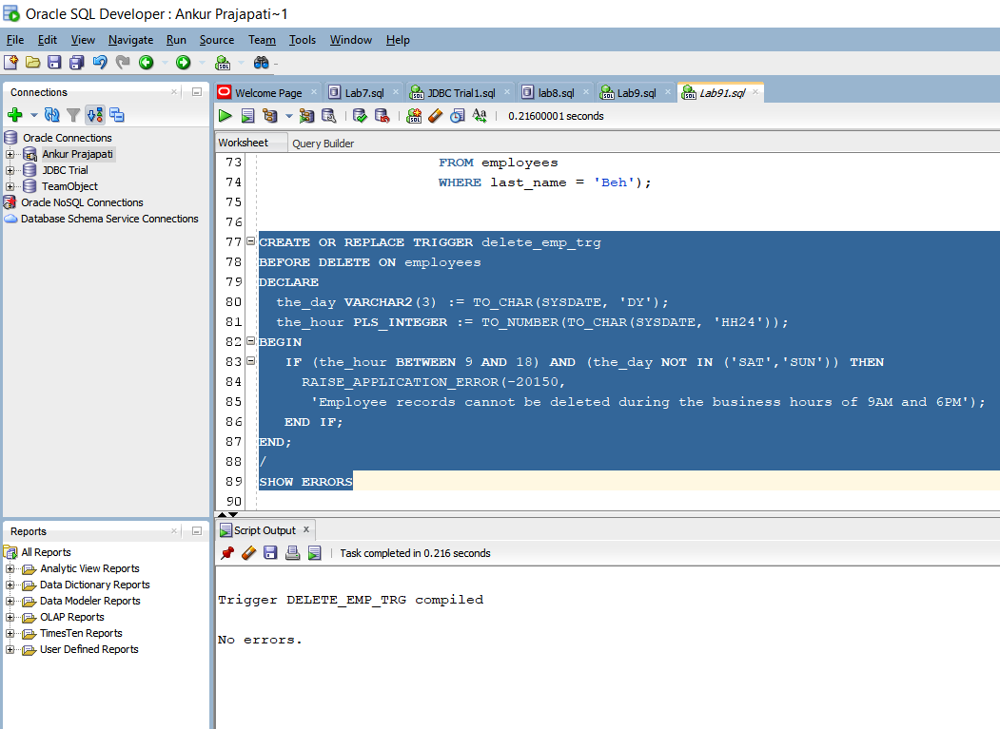 Oracle SQL Developer : Ankur Prajapati~1
File Edit View Navigate Run Source Team Tools Window Help
Connections
Oracle Connections
Ankur Prajapati
JDBC Trial
TeamObject
Oracle NoSQL Connections
Database Schema Service Connections
Welcome Page Lab7.sql JDBC Trial1.sql lab8.sql Lab9.sql Lab91.sql
0.21600001 seconds
Worksheet Query Builder
73 FROM employees
74 WHERE last_name = 'Beh');
75
76
77 CREATE OR REPLACE TRIGGER delete_emp_trg
78 BEFORE DELETE ON employees
79 DECLARE
80 the_day VARCHAR2(3) := TO_CHAR(SYSDATE, 'DY');
81 the_hour PLS_INTEGER := TO_NUMBER(TO_CHAR(SYSDATE, 'HH24'));
82 BEGIN
83 IF (the_hour BETWEEN 9 AND 18) AND (the_day NOT IN ('SAT','SUN')) THEN
84 RAISE_APPLICATION_ERROR(-20150,
85 'Employee records cannot be deleted during the business hours of 9AM and 6PM');
86 END IF;
87 END;
88 /
89 SHOW ERRORS
90
Reports
All Reports
Analytic View Reports
Data Dictionary Reports
Data Modeler Reports
OLAP Reports
TimesTen Reports
User Defined Reports
Script Output
Task completed in 0.216 seconds
Trigger DELETE_EMP_TRG compiled
No errors.